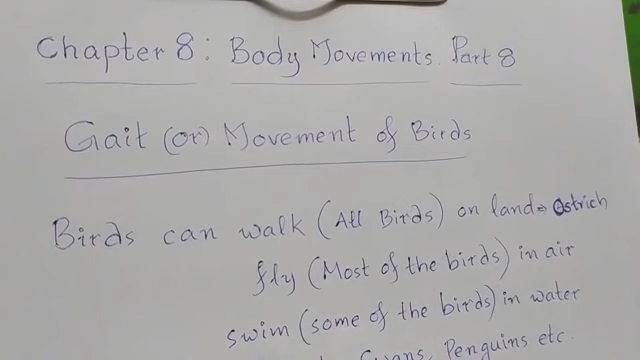 Chapter 8: Body Movements Part 8
Gait (or) Movement of Birds
Birds can walk (All Birds) on land → Ostrich
fly (Most of the birds) in air
swim (some of the birds) in water
Swans, Penguins etc.